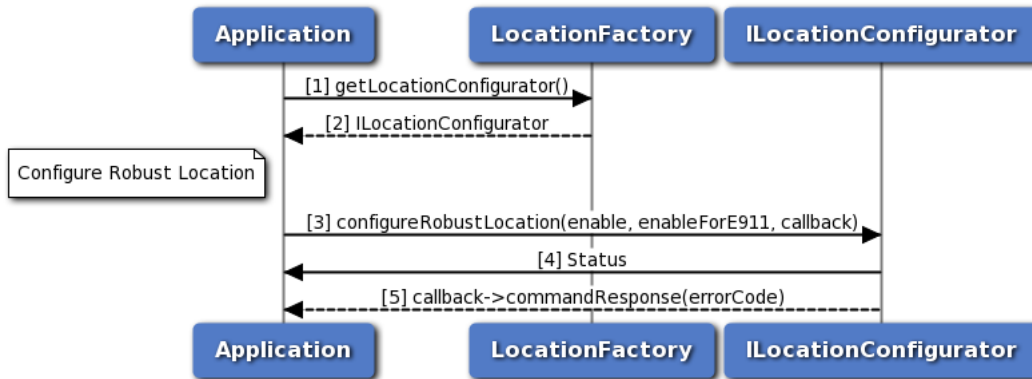 Application LocationFactory ILocationConfigurator
[1] getLocationConfigurator()
[2] ILocationConfigurator
Configure Robust Location
[3] configureRobustLocation(enable, enableForE911, callback)
[4] Status
[5] callback->commandResponse(errorCode)
Application LocationFactory ILocationConfigurator